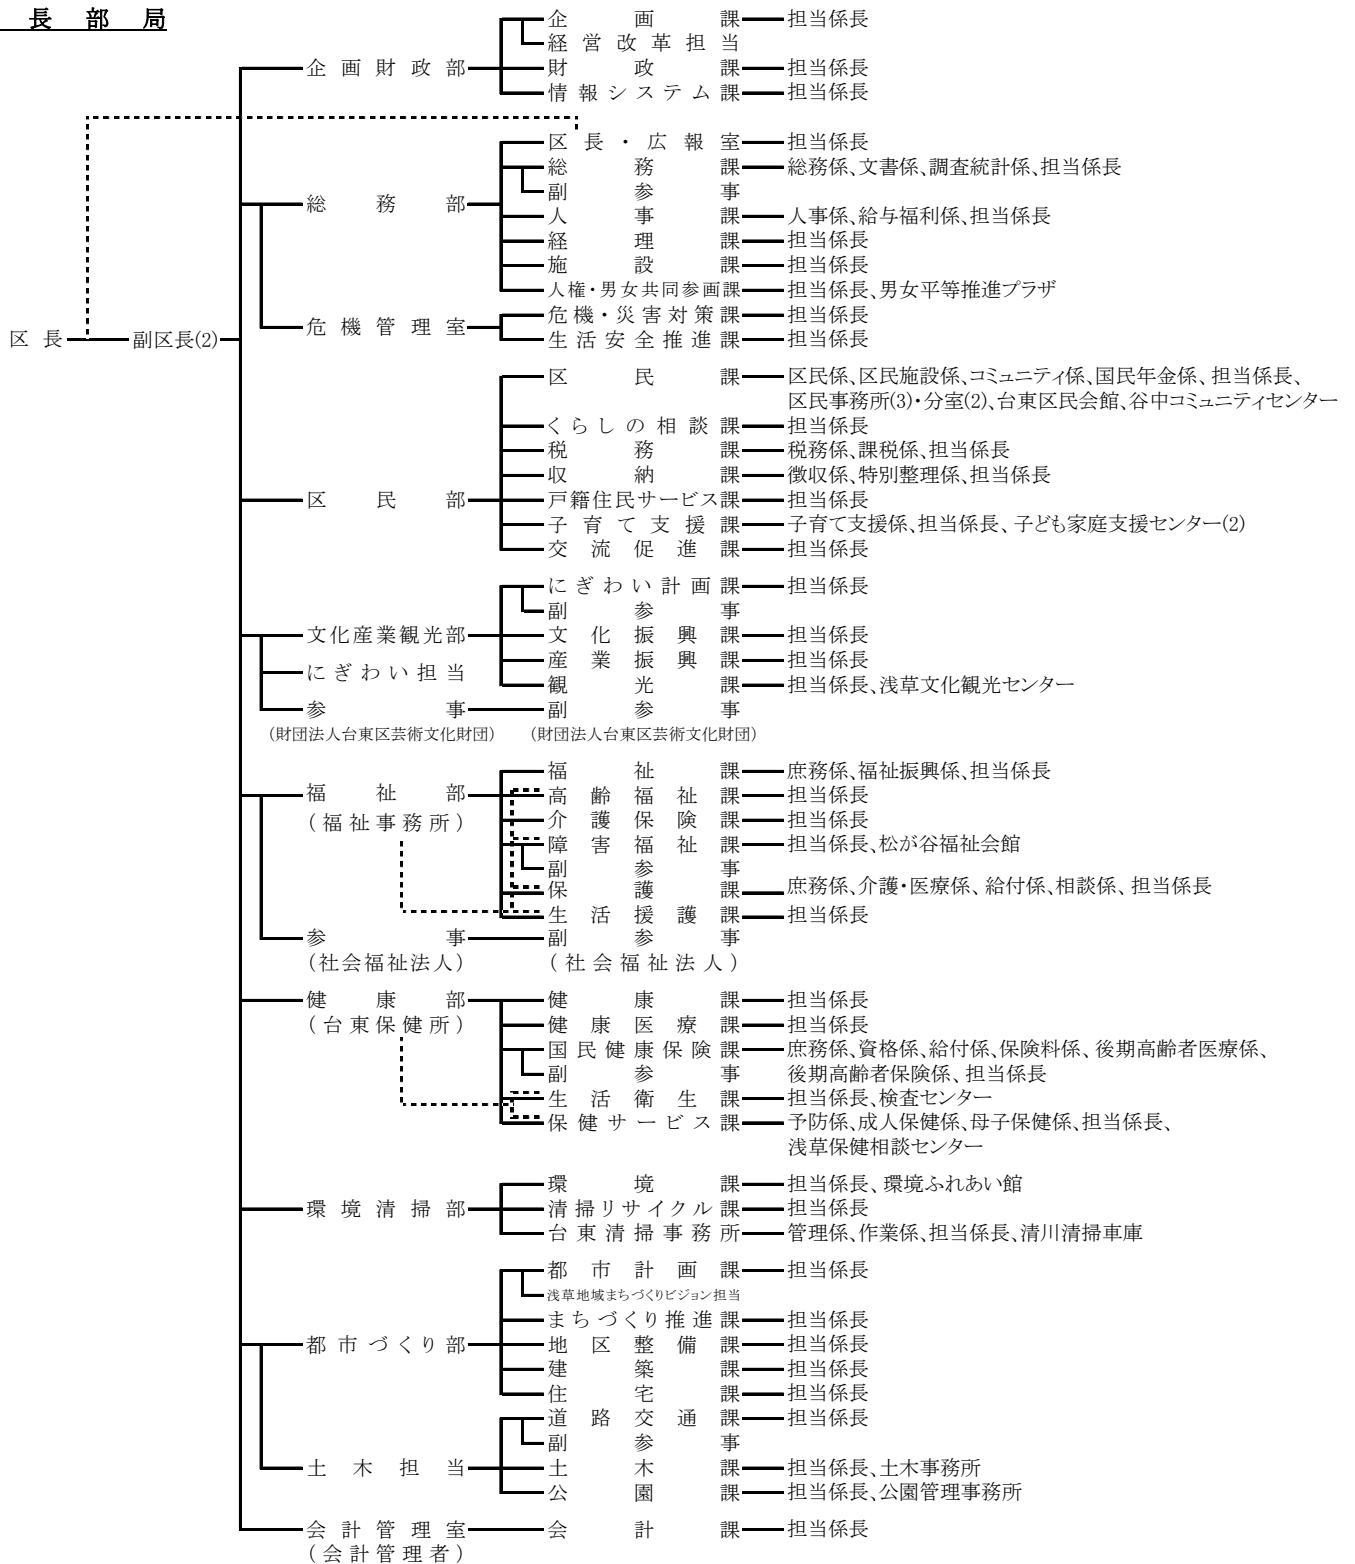 長部局
企画課 担当係長
経営改革担当
企画財政部 財政課 担当係長
情報システム課 担当係長
区長・広報室 担当係長
総務課 総務係、文書係、調査統計係、担当係長
副参事
総務部
人事課 人事係、給与福利係、担当係長
経理課 担当係長
施設課 担当係長
人権・男女共同参画課 担当係長、男女平等推進プラザ
危機・災害対策課 担当係長
危機管理室
区長 副区長(2) 生活安全推進課 担当係長
区民課 区民係、区民施設係、コミュニティ係、国民年金係、担当係長、
区民事務所(3)・分室(2)、台東区民会館、谷中コミュニティセンター
くらしの相談課 担当係長
税務課 税務係、課税係、担当係長
収納課 徴収係、特別整理係、担当係長
区民部 戸籍住民サービス課 担当係長
子育て支援課 子育て支援係、担当係長、子ども家庭支援センター(2)
交流促進課 担当係長
にぎわい計画課 担当係長
副参事
文化産業観光部 文化振興課 担当係長
産業振興課 担当係長
にぎわい担当
観光課 担当係長、浅草文化観光センター
参事 副参事
(財団法人台東区芸術文化財団) (財団法人台東区芸術文化財団)
福祉課 庶務係、福祉振興係、担当係長
福祉部 高齢福祉課 担当係長
(福祉事務所) 介護保険課 担当係長
障害福祉課 担当係長、松が谷福祉会館
副参事
保護課 庶務係、介護・医療係、給付係、相談係、担当係長
生活援護課 担当係長
参事 副参事
(社会福祉法人) (社会福祉法人)
健康部 健康課 担当係長
(台東保健所) 健康医療課 担当係長
国民健康保険課 庶務係、資格係、給付係、保険料係、後期高齢者医療係、
副参事 後期高齢者保険係、担当係長
生活衛生課 担当係長、検査センター
保健サービス課 予防係、成人保健係、母子保健係、担当係長、
浅草保健相談センター
環境課 担当係長、環境ふれあい館
環境清掃部 清掃リサイクル課 担当係長
台東清掃事務所 管理係、作業係、担当係長、清川清掃車庫
都市計画課 担当係長
浅草地域まちづくりビジョン担当
まちづくり推進課 担当係長
都市づくり部 地区整備課 担当係長
建築課 担当係長
住宅課 担当係長
道路交通課 担当係長
副参事
土木担当 土木課 担当係長、土木事務所
公園課 担当係長、公園管理事務所
会計管理室 会計課 担当係長
(会計管理者)